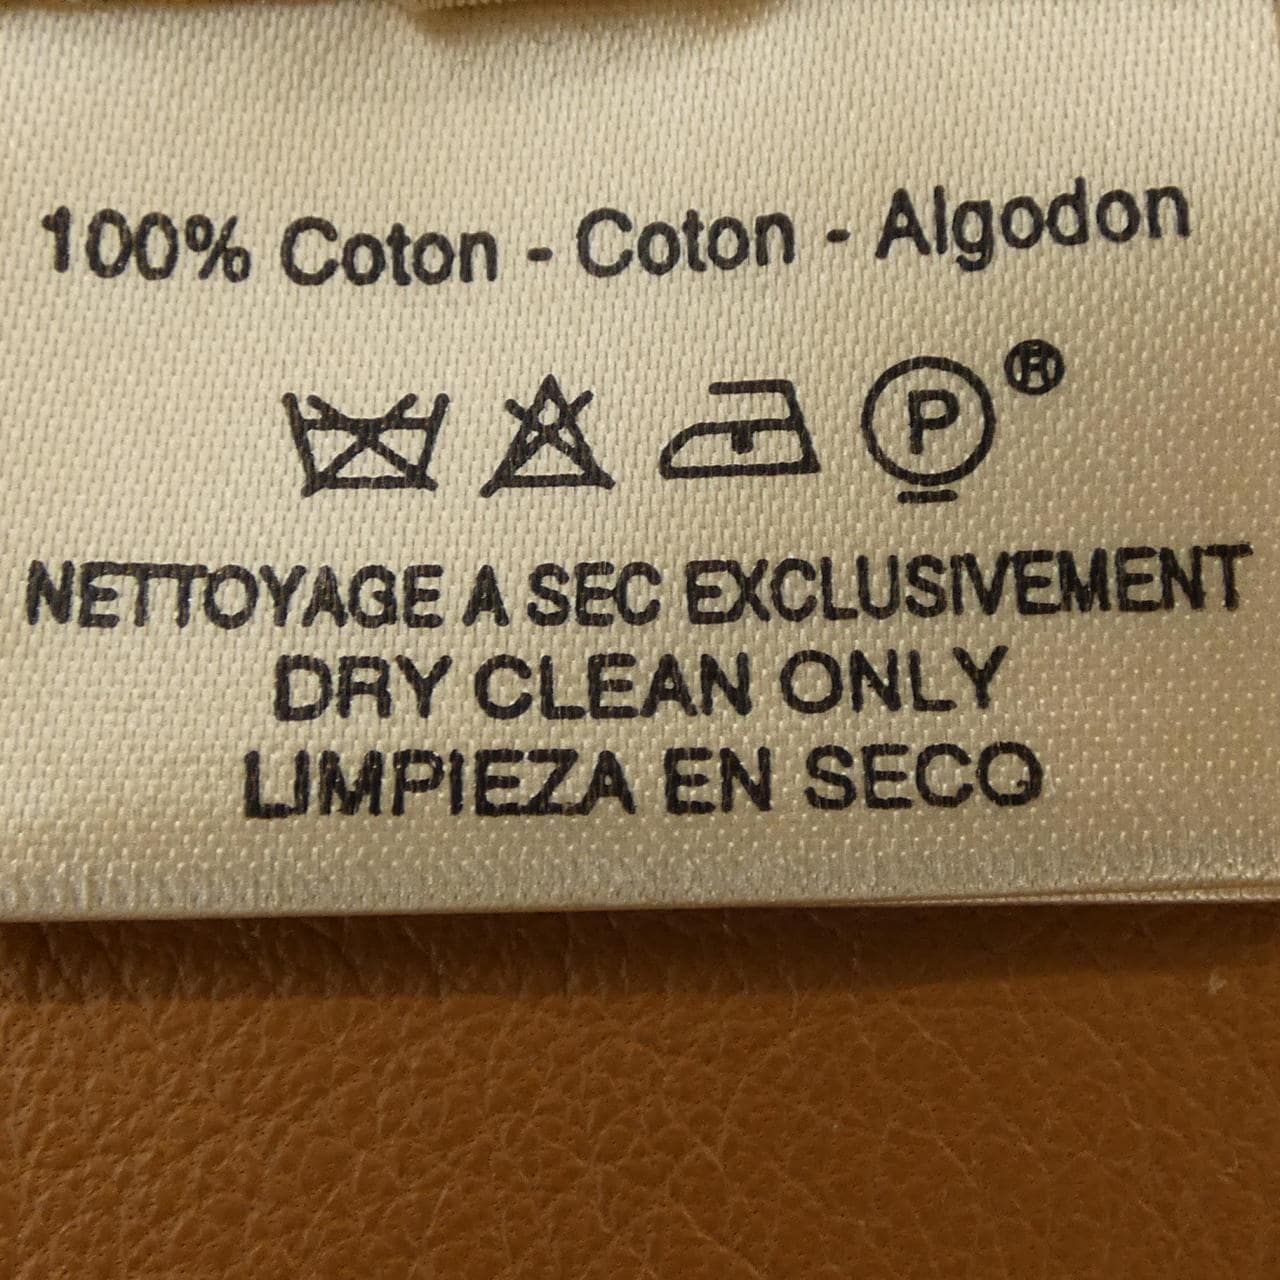 100% Coton - Coton - Algodon
P ®
NETTOYAGE A SEC EXCLUSIVEMENT
DRY CLEAN ONLY
LIMPIEZA EN SECO